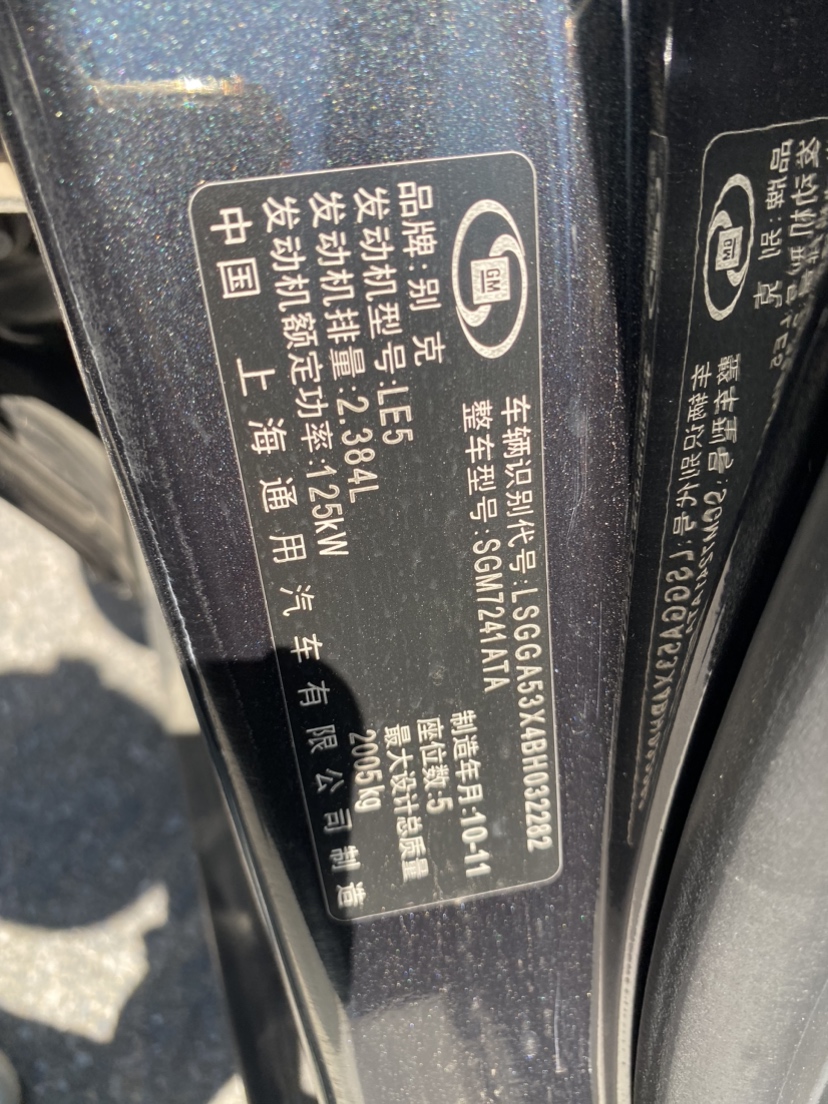 GM
车辆识别代号:LSGGA53X4BH032282
整车型号:SGM7241ATA
制造年月:10-11
品牌:别克
座位数:5
发动机型号:LE5
最大设计总质量
发动机排量:2.384L
2005kg
发动机额定功率:125kW
中国 上海通用汽车有限公司制造